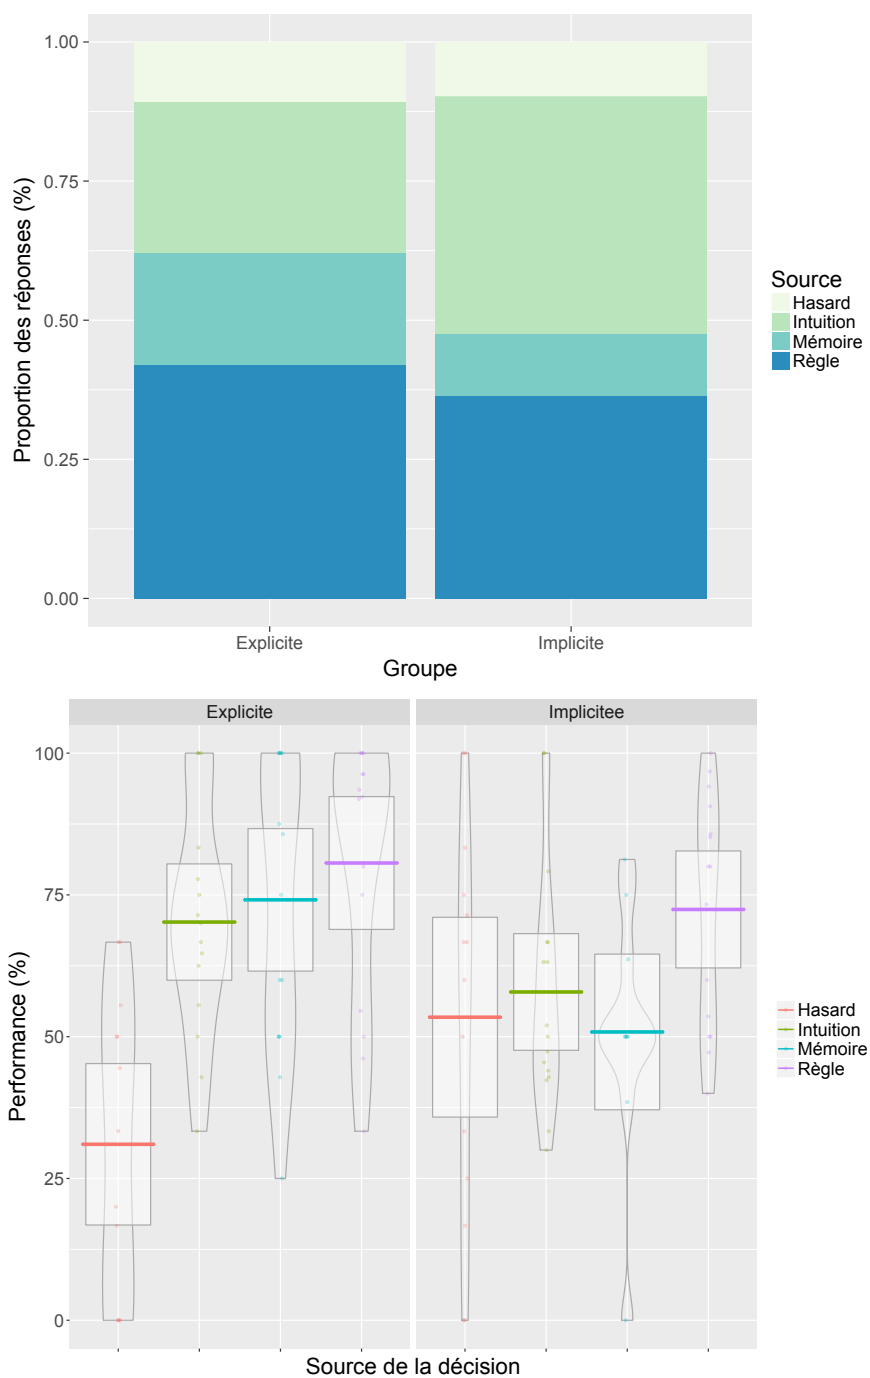 Proportion des réponses (%)
1.00
0.75
0.50
0.25
0.00
Explicite
Implicite
Groupe
Source
Hasard
Intuition
Mémoire
Règle
Explicite
Implicitee
Performance (%)
100
75
50
25
0
Source de la décision
Hasard
Intuition
Mémoire
Règle